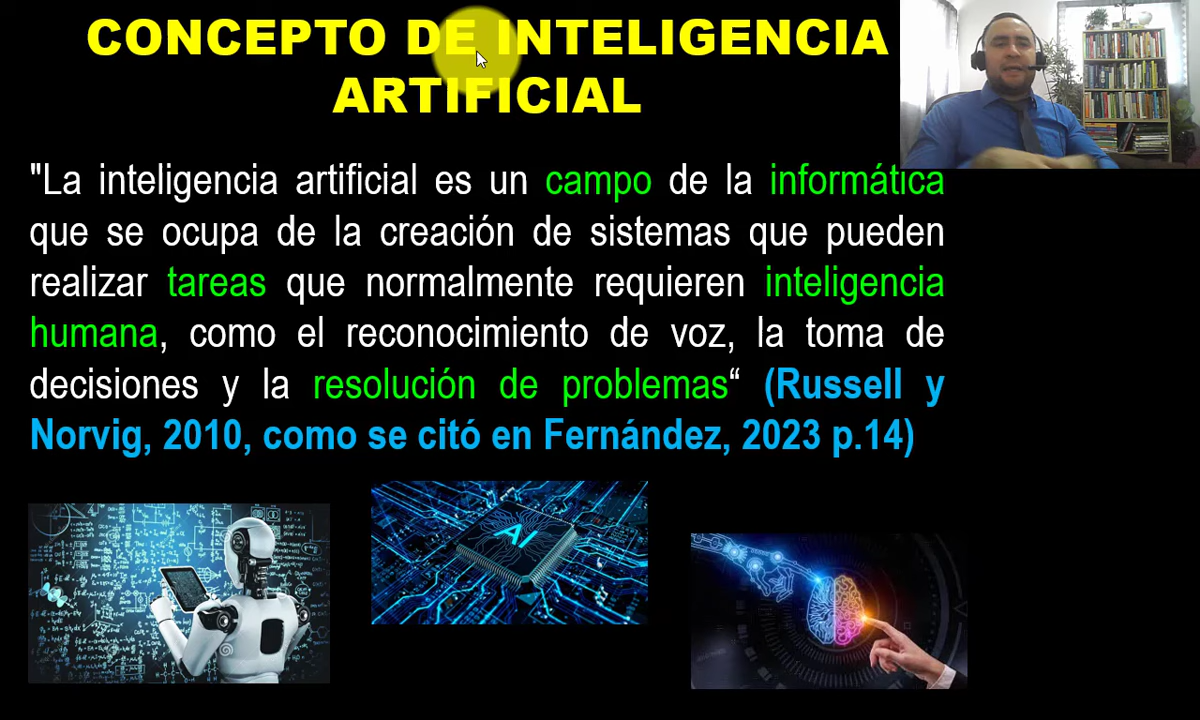 CONCEPTO DE INTELIGENCIA
ARTIFICIAL
"La inteligencia artificial es un campo de la informática
que se ocupa de la creación de sistemas que pueden
realizar tareas que normalmente requieren inteligencia
humana, como el reconocimiento de voz, la toma de
decisiones y la resolución de problemas“ (Russell y
Norvig, 2010, como se citó en Fernández, 2023 p.14)
AI